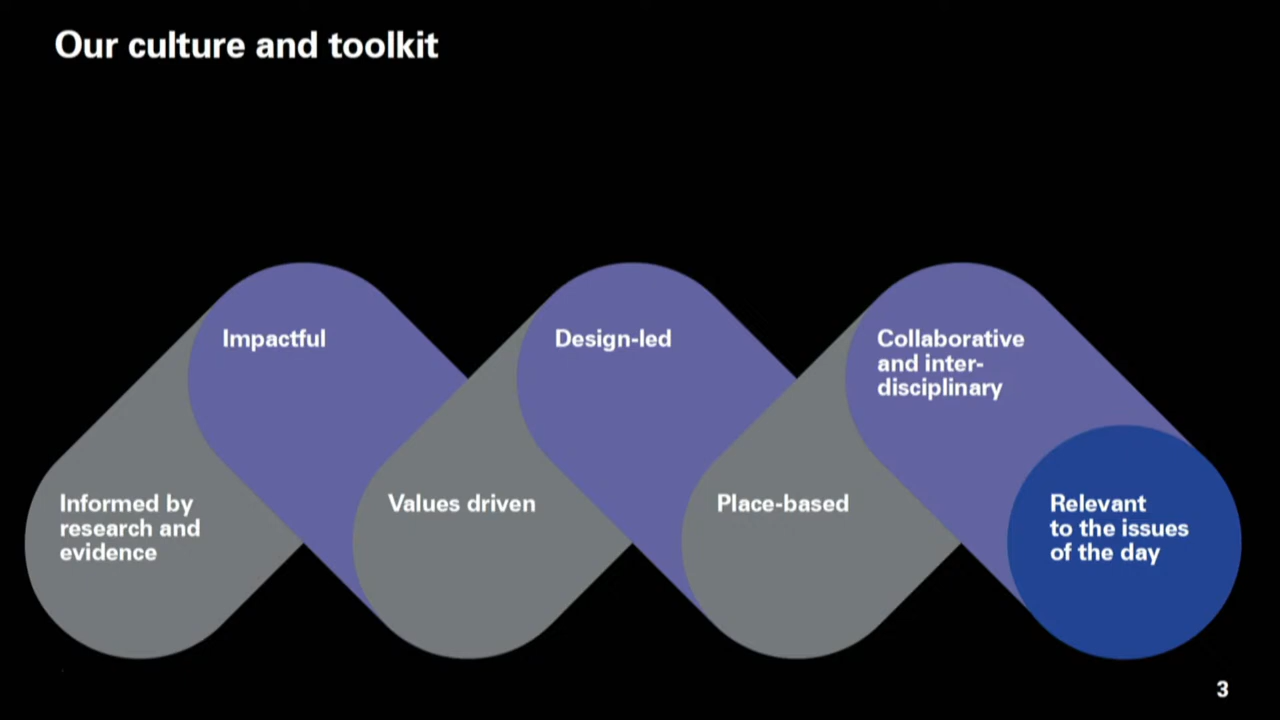 Our culture and toolkit
Impactful
Design-led
Collaborative
and inter-
disciplinary
Informed by
research and
evidence
Values driven
Place-based
Relevant
to the issues
of the day
3